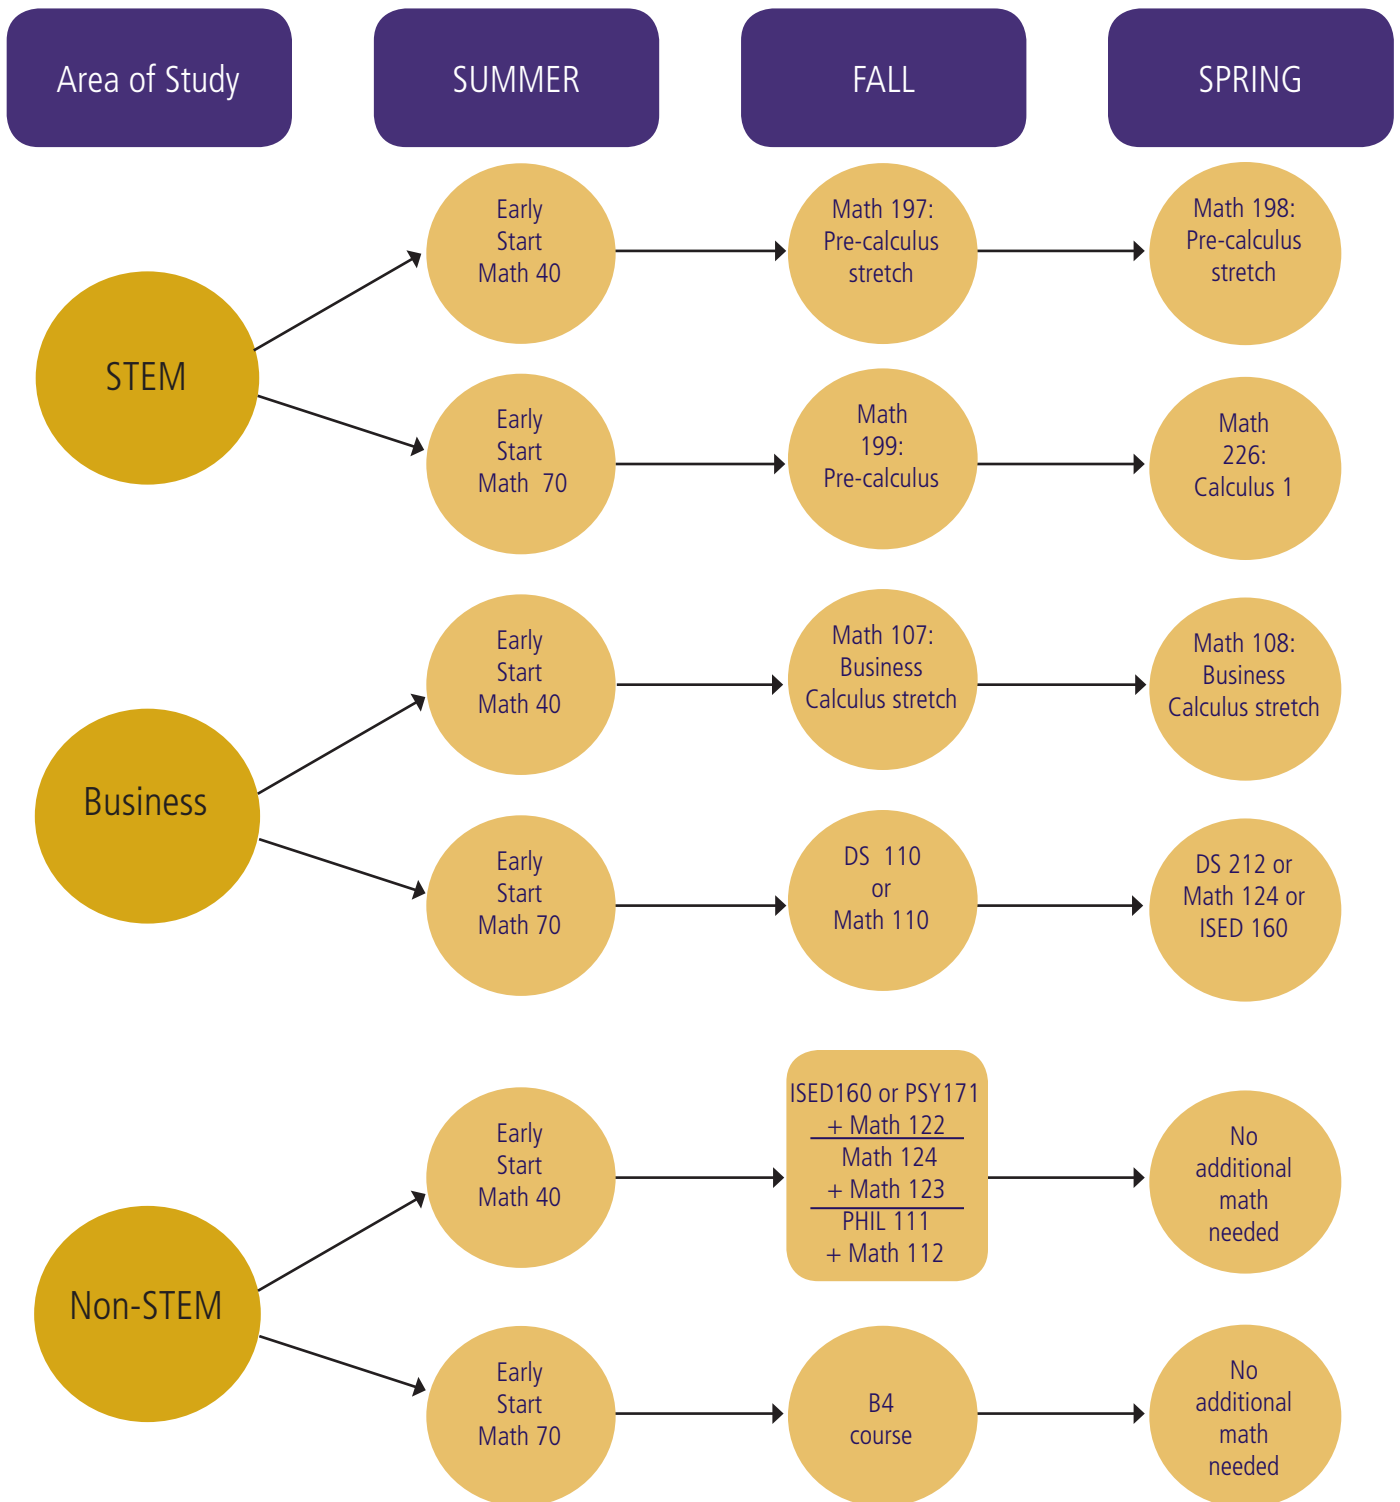 Area of Study
SUMMER
FALL
SPRING
STEM
Early
Start
Math 40
Math 197:
Pre-calculus
stretch
Math 198:
Pre-calculus
stretch
Early
Start
Math 70
Math
199:
Pre-calculus
Math
226:
Calculus 1
Business
Early
Start
Math 40
Math 107:
Business
Calculus stretch
Math 108:
Business
Calculus stretch
Early
Start
Math 70
DS 110
or
Math 110
DS 212 or
Math 124 or
ISED 160
Non-STEM
Early
Start
Math 40
ISED160 or PSY171
+ Math 122
Math 124
+ Math 123
PHIL 111
+ Math 112
No
additional
math
needed
Early
Start
Math 70
B4
course
No
additional
math
needed